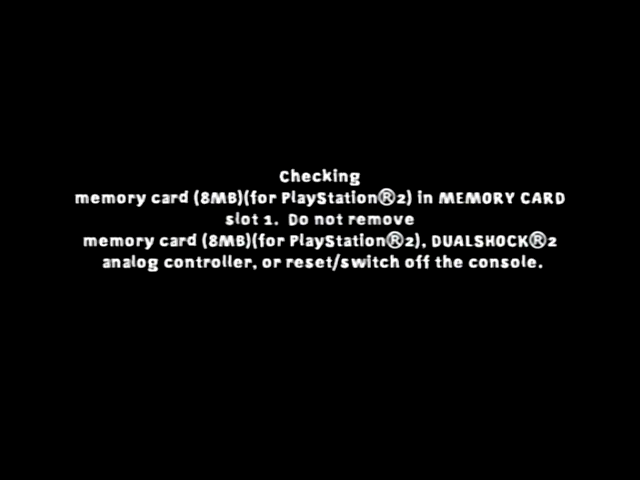 Checking
memory card (8MB)(for PlayStation®2) in MEMORY CARD
slot 1. Do not remove
memory card (8MB)(for PlayStation®2), DUALSHOCK®2
analog controller, or reset/switch off the console.